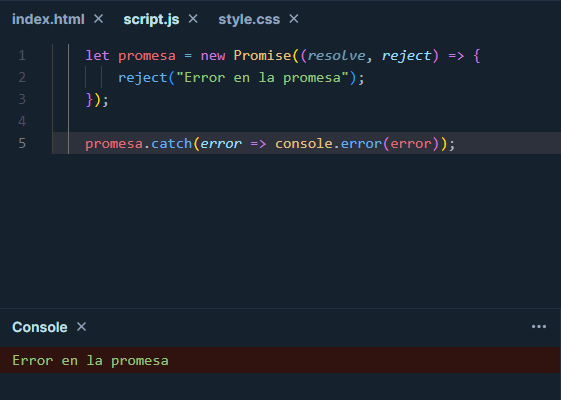 index.html × script.js × style.css ×
1 let promesa = new Promise((resolve, reject) => {
2 reject("Error en la promesa");
3 });
4
5 promesa.catch(error => console.error(error));
Console × ···
Error en la promesa